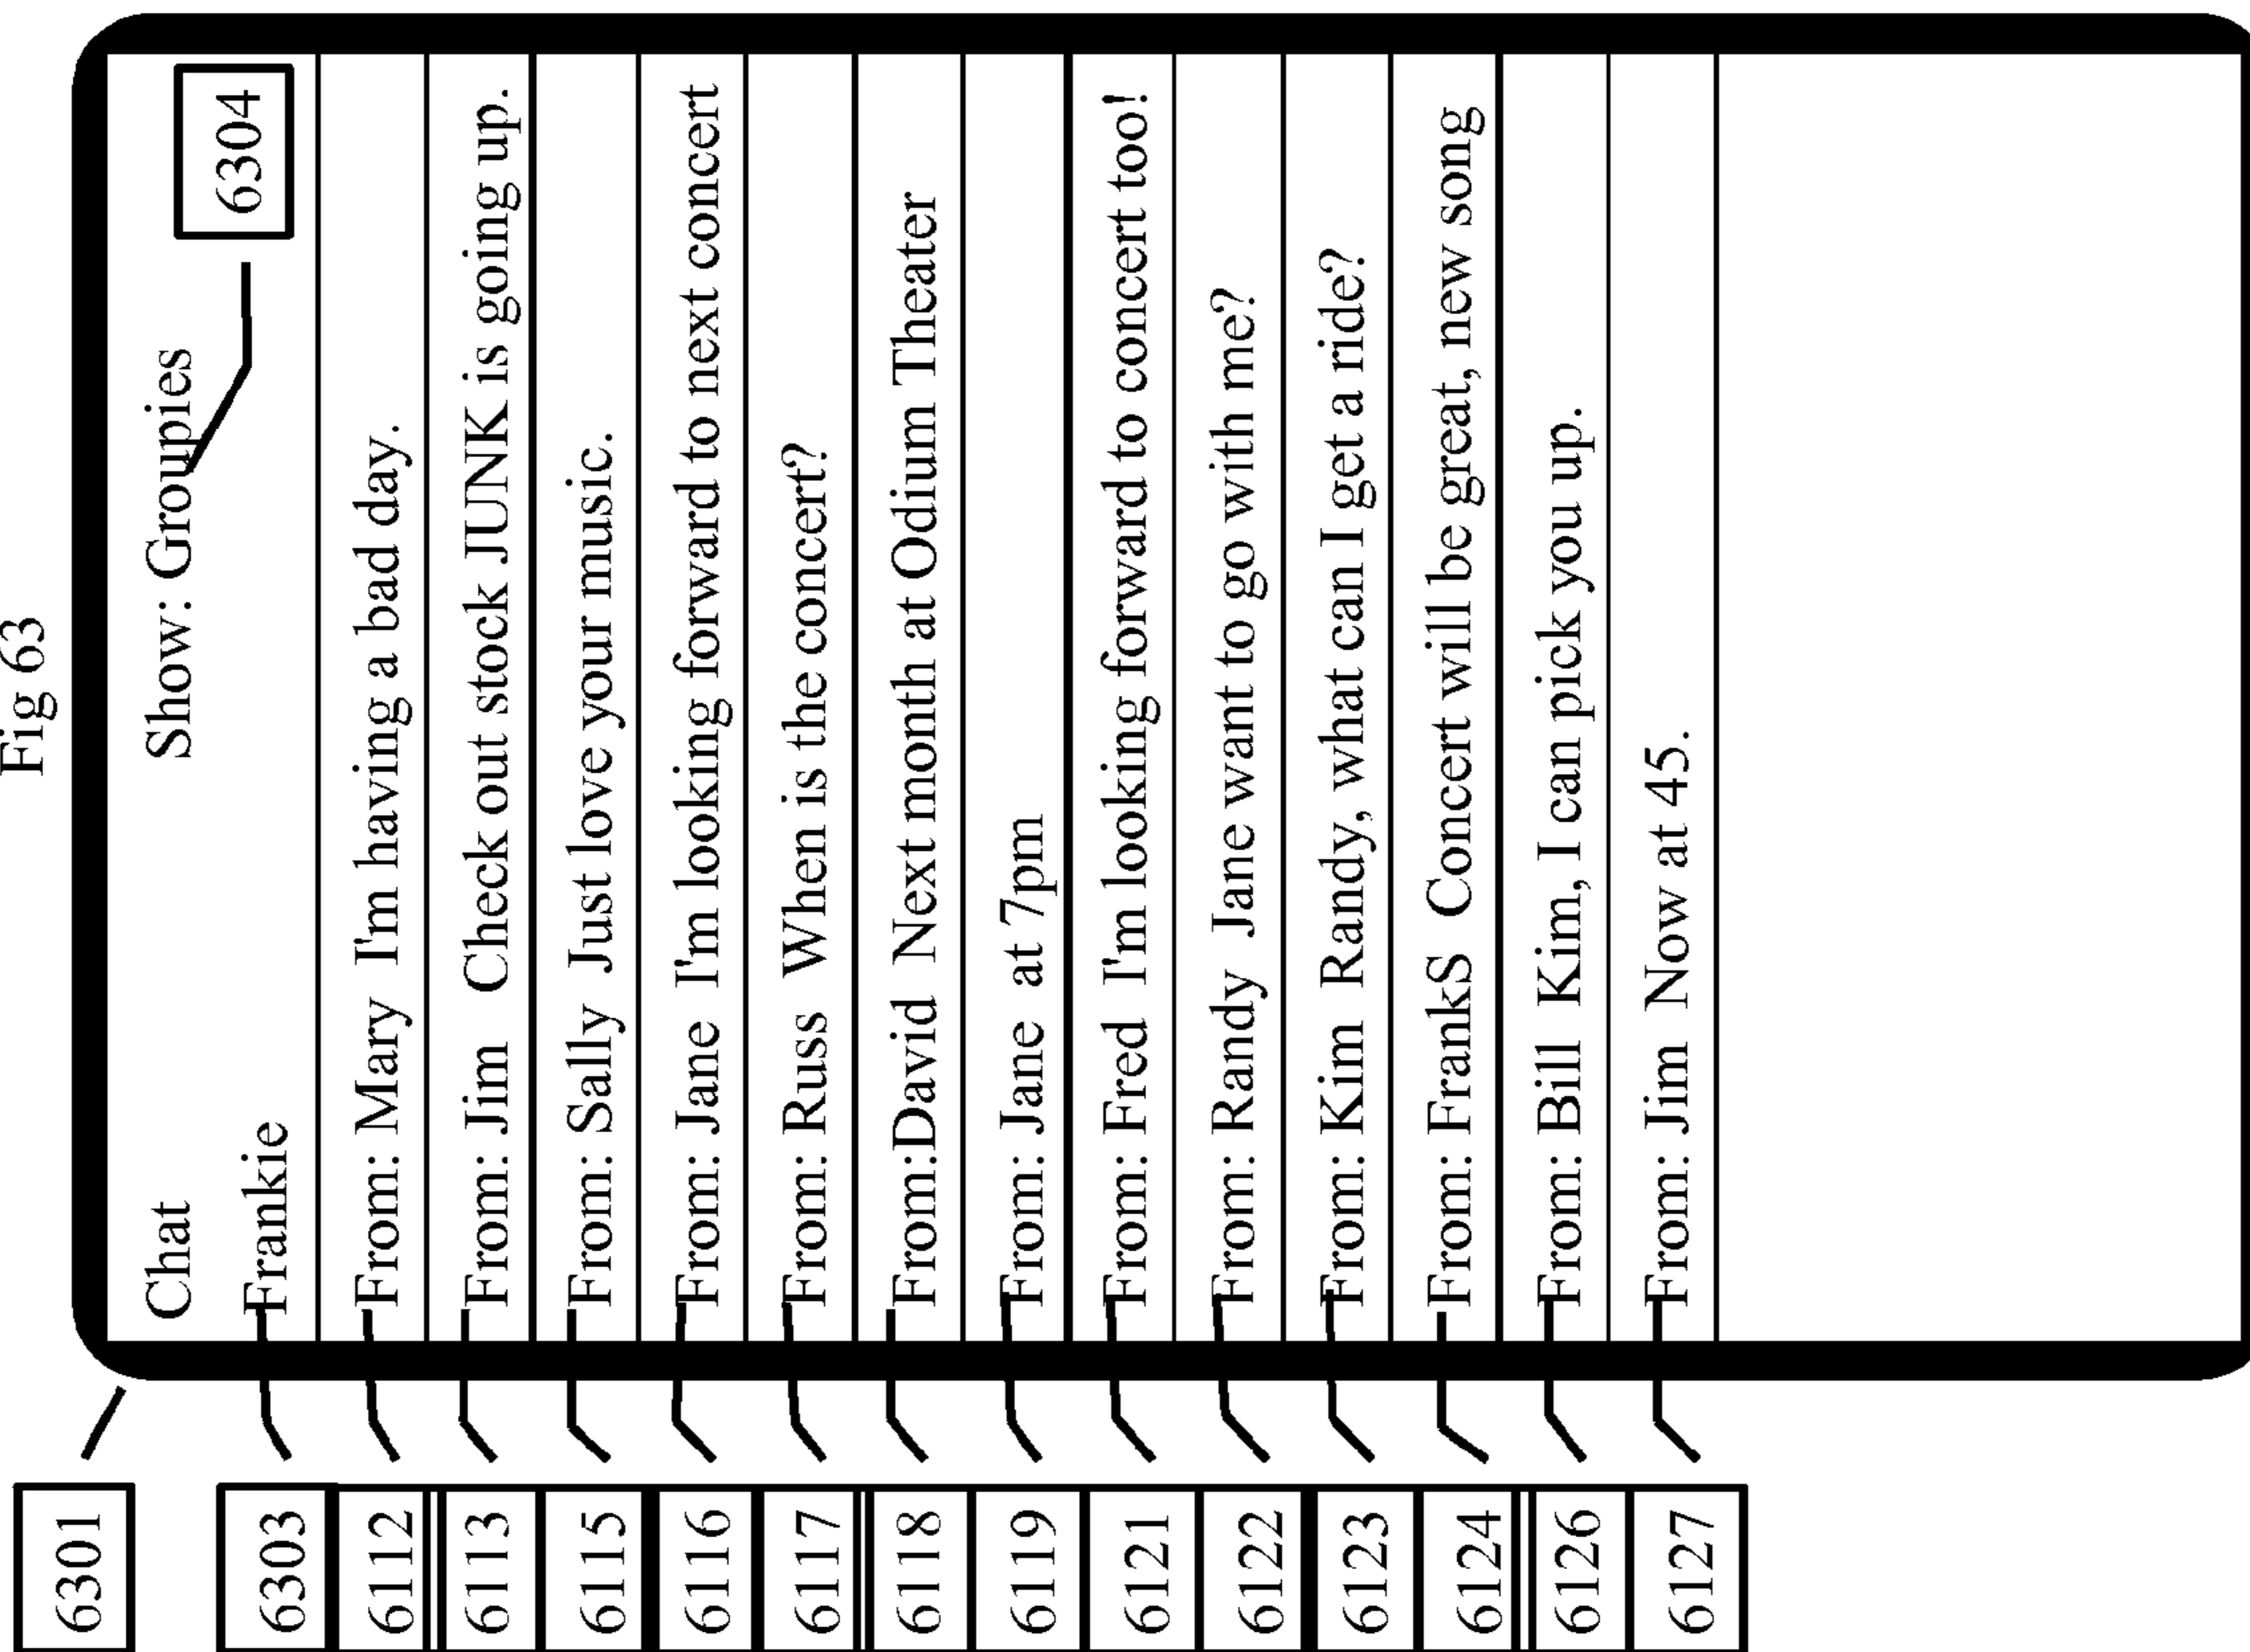 Fig 63
6301 Chat Show: Groupies
6303 Frankie 6304
6112 From: Mary I'm having a bad day.
6113 From: Jim Check out stock JUNK is going up.
6115 From: Sally Just love your music.
6116 From: Jane I'm looking forward to next concert
6117 From: Russ When is the concert?
6118 From:David Next month at Odium Theater
6119 From: Jane at 7pm
6121 From: Fred I'm looking forward to concert too!
6122 From: Randy Jane want to go with me?
6123 From: Kim Randy, what can I get a ride?
6124 From: FrankS Concert will be great, new song
6126 From: Bill Kim, I can pick you up.
6127 From: Jim Now at 45.